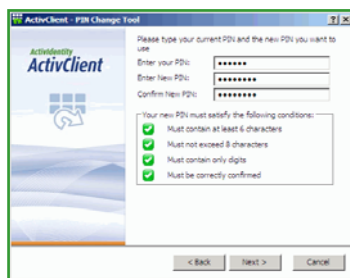 ActivClient - PIN Change Tool
Please type your current PIN and the new PIN you want to
use
ActivIdentity
ActivClient
Enter your PIN: ••••••
Enter New PIN: ••••••••
Confirm New PIN: ••••••••
Your new PIN must satisfy the following conditions:
Must contain at least 6 characters
Must not exceed 8 characters
Must contain only digits
Must be correctly confirmed
< Back
Next >
Cancel